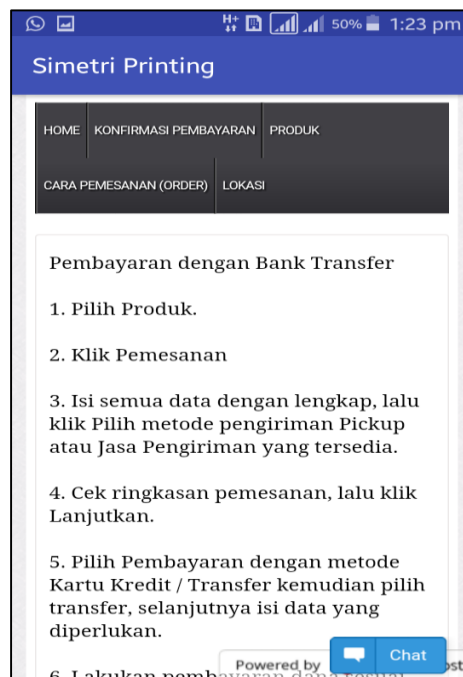 H+ 50% 1:23 pm
Simetri Printing
HOME KONFIRMASI PEMBAYARAN PRODUK
CARA PEMESANAN (ORDER) LOKASI
Pembayaran dengan Bank Transfer
1. Pilih Produk.
2. Klik Pemesanan
3. Isi semua data dengan lengkap, lalu
klik Pilih metode pengiriman Pickup
atau Jasa Pengiriman yang tersedia.
4. Cek ringkasan pemesanan, lalu klik
Lanjutkan.
5. Pilih Pembayaran dengan metode
Kartu Kredit / Transfer kemudian pilih
transfer, selanjutnya isi data yang
diperlukan.
Powered by
Chat
6. Lakukan